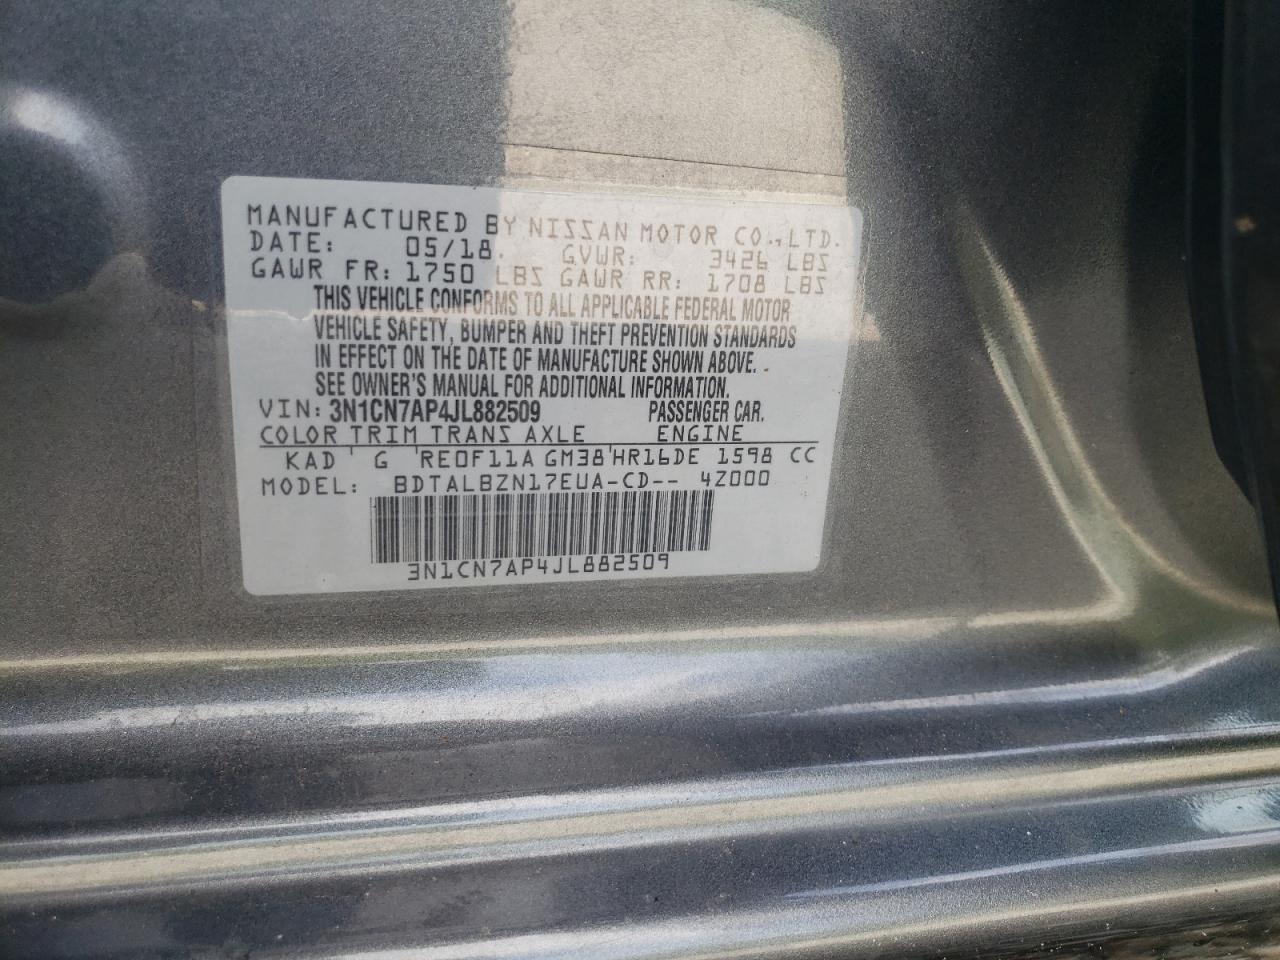 MANUFACTURED BY NISSAN MOTOR CO.,LTD.
DATE: 05/18. GVWR: 3426 LBS
GAWR FR: 1750 LBS GAWR RR: 1708 LBS
THIS VEHICLE CONFORMS TO ALL APPLICABLE FEDERAL MOTOR
VEHICLE SAFETY, BUMPER AND THEFT PREVENTION STANDARDS
IN EFFECT ON THE DATE OF MANUFACTURE SHOWN ABOVE.
SEE OWNER'S MANUAL FOR ADDITIONAL INFORMATION.
VIN: 3N1CN7AP4JL882509 PASSENGER CAR.
COLOR TRIM TRANS AXLE ENGINE
KAD ' G RE0F11A GM38'HR16DE 1598 CC
MODEL: BDTALBZN17EUA-CD-- 4Z000
3N1CN7AP4JL882509